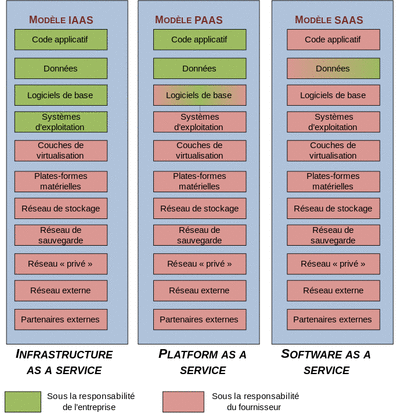 MODÈLE IAAS
Code applicatif
Données
Logiciels de base
Systèmes
d'exploitation
Couches de
virtualisation
Plates-formes
matérielles
Réseau de stockage
Réseau de
sauvegarde
Réseau « privé »
Réseau externe
Partenaires externes
INFRASTRUCTURE
AS A SERVICE
MODÈLE PAAS
Code applicatif
Données
Logiciels de base
Systèmes
d'exploitation
Couches de
virtualisation
Plates-formes
matérielles
Réseau de stockage
Réseau de
sauvegarde
Réseau « privé »
Réseau externe
Partenaires externes
PLATFORM AS A
SERVICE
MODÈLE SAAS
Code applicatif
Données
Logiciels de base
Systèmes
d'exploitation
Couches de
virtualisation
Plates-formes
matérielles
Réseau de stockage
Réseau de
sauvegarde
Réseau « privé »
Réseau externe
Partenaires externes
SOFTWARE AS A
SERVICE
Sous la responsabilité
de l'entreprise
Sous la responsabilité
du fournisseur